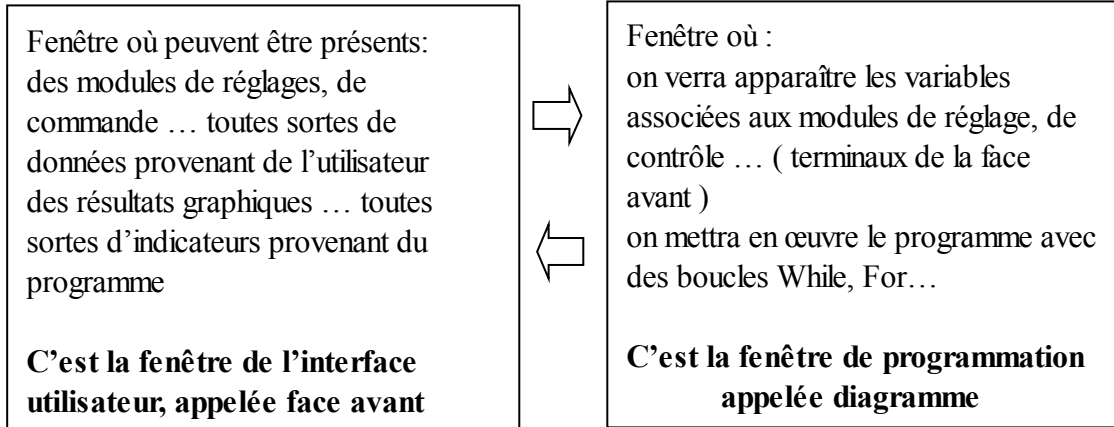 Fenêtre où peuvent être présents:
des modules de réglages, de
commande … toutes sortes de
données provenant de l’utilisateur
des résultats graphiques … toutes
sortes d’indicateurs provenant du
programme
C’est la fenêtre de l’interface
utilisateur, appelée face avant
Fenêtre où :
on verra apparaître les variables
associées aux modules de réglage, de
contrôle … ( terminaux de la face
avant )
on mettra en œuvre le programme avec
des boucles While, For…
C’est la fenêtre de programmation
appelée diagramme